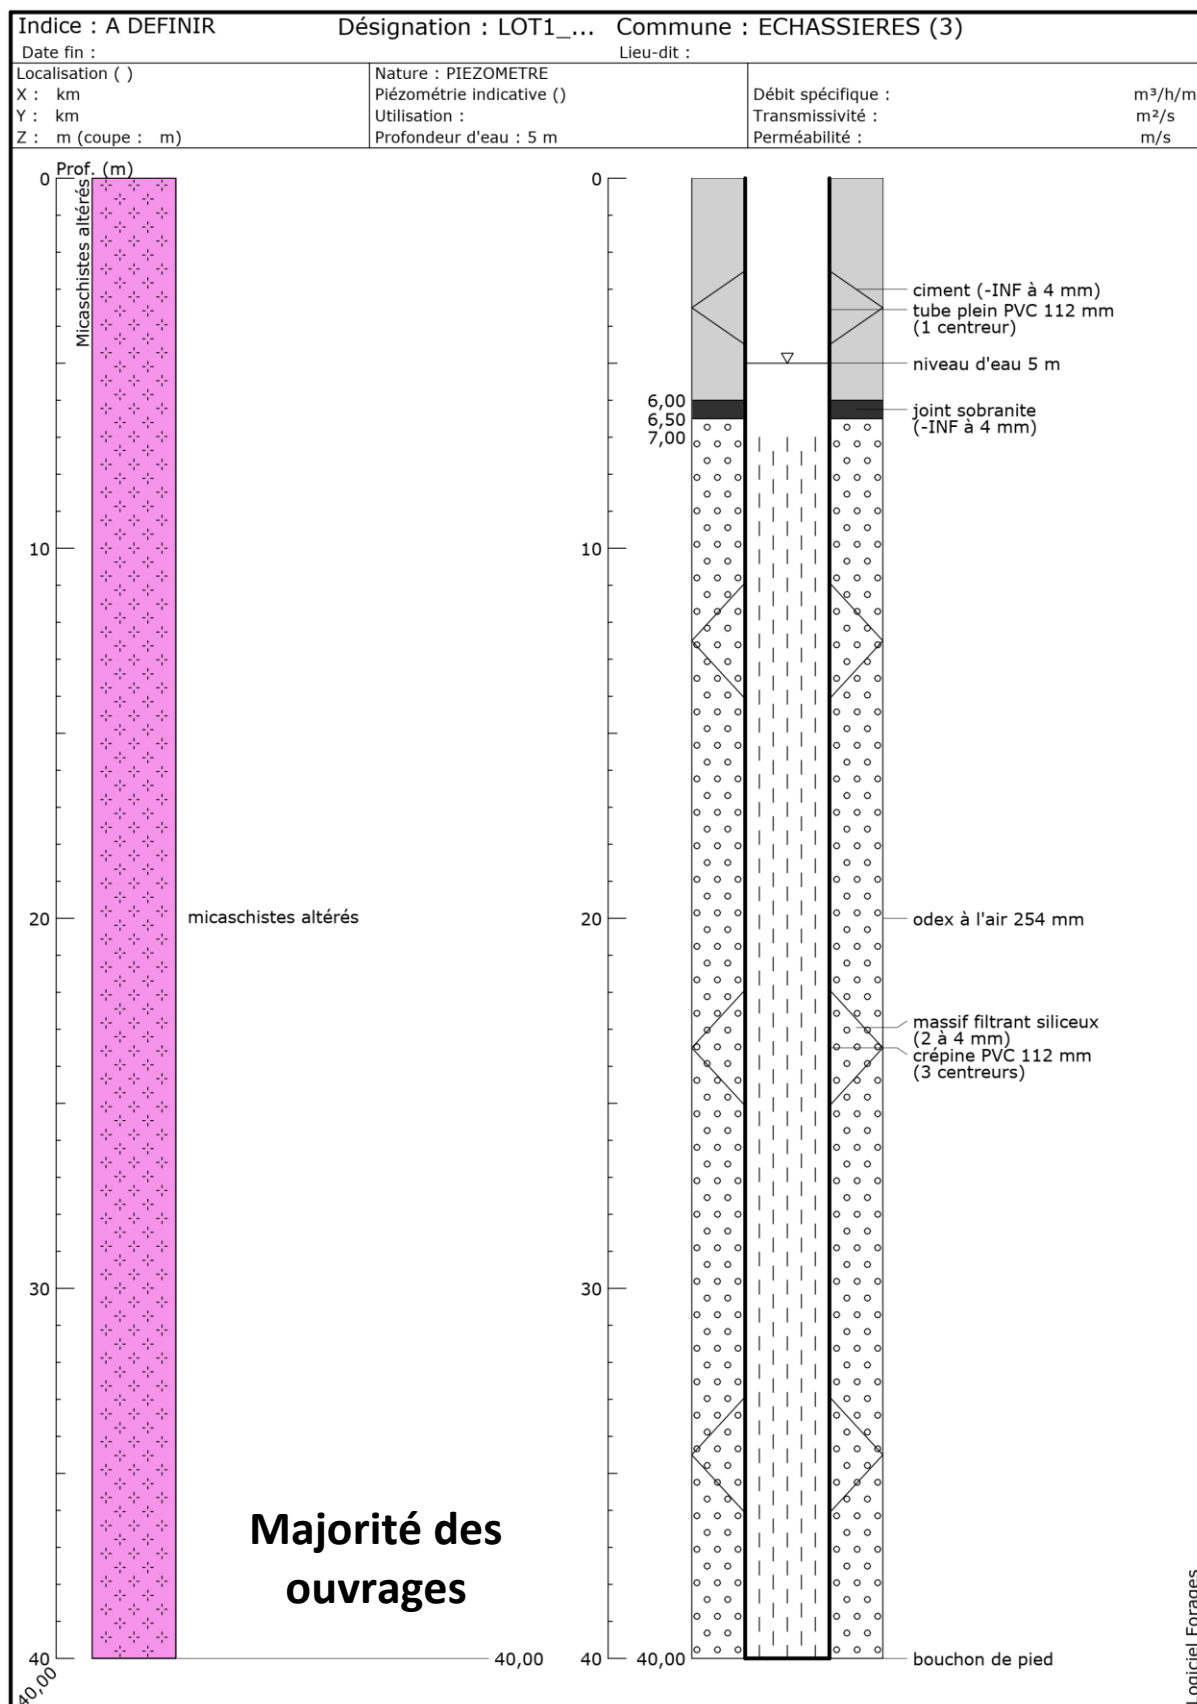 Indice : A DEFINIR Désignation : LOT1_... Commune : ECHASSIERES (3)
Date fin : Lieu-dit :
Localisation ( )
X : km
Y : km
Z : m (coupe : m)
Nature : PIEZOMETRE
Piézométrie indicative ()
Utilisation :
Profondeur d'eau : 5 m
Débit spécifique : m³/h/m
Transmissivité : m²/s
Perméabilité : m/s
Prof. (m)
0
10
20
30
40
40,00
Micaschistes altérés
micaschistes altérés
40,00
Majorité des
ouvrages
0
10
20
30
40
6,00
6,50
7,00
40,00
ciment (-INF à 4 mm)
tube plein PVC 112 mm
(1 centreur)
niveau d'eau 5 m
joint sobranite
(-INF à 4 mm)
odex à l'air 254 mm
massif filtrant siliceux
(2 à 4 mm)
crépine PVC 112 mm
(3 centreurs)
bouchon de pied
Logiciel Forages